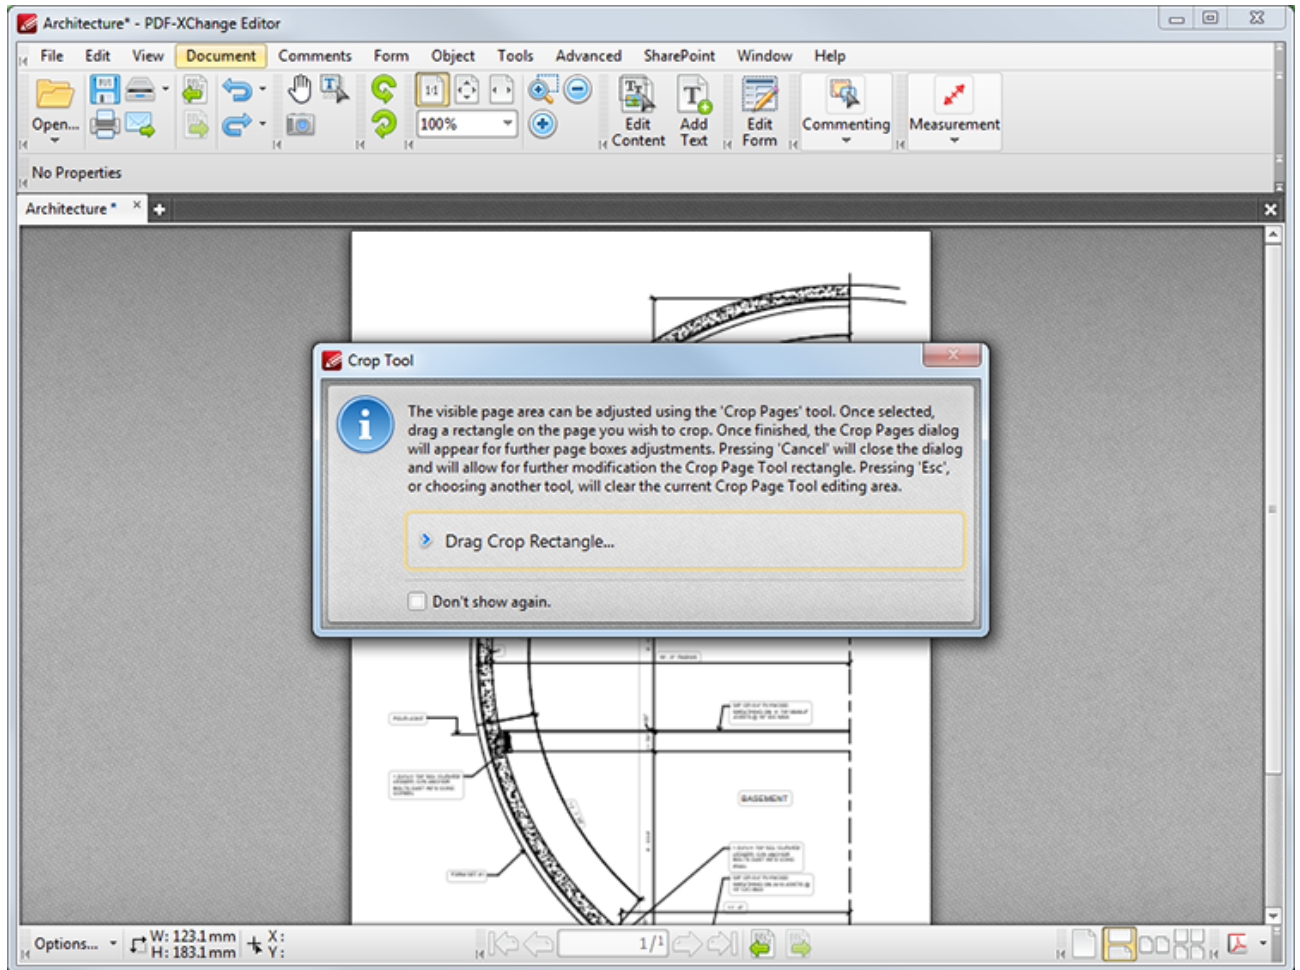 Architecture* - PDF-XChange Editor
File Edit View Document Comments Form Object Tools Advanced SharePoint Window Help
Open...
100%
Edit Content
Add Text
Edit Form
Commenting
Measurement
No Properties
Architecture *
Crop Tool
The visible page area can be adjusted using the 'Crop Pages' tool. Once selected,
drag a rectangle on the page you wish to crop. Once finished, the Crop Pages dialog
will appear for further page boxes adjustments. Pressing 'Cancel' will close the dialog
and will allow for further modification the Crop Page Tool rectangle. Pressing 'Esc',
or choosing another tool, will clear the current Crop Page Tool editing area.
Drag Crop Rectangle...
Don't show again.
BASEMENT
Options...
W: 123.1 mm X:
H: 183.1 mm Y:
1/1